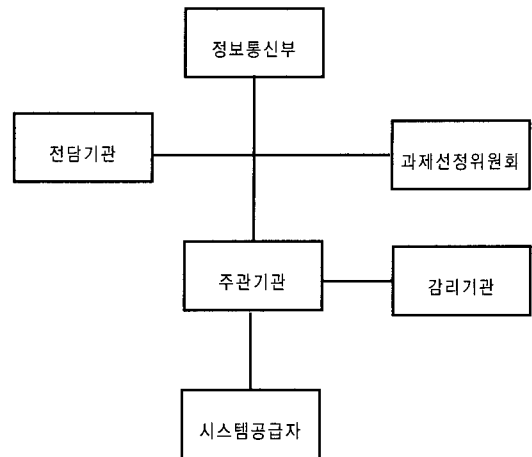 정보통신부
전담기관
과제선정위원회
주관기관
감리기관
시스템공급자